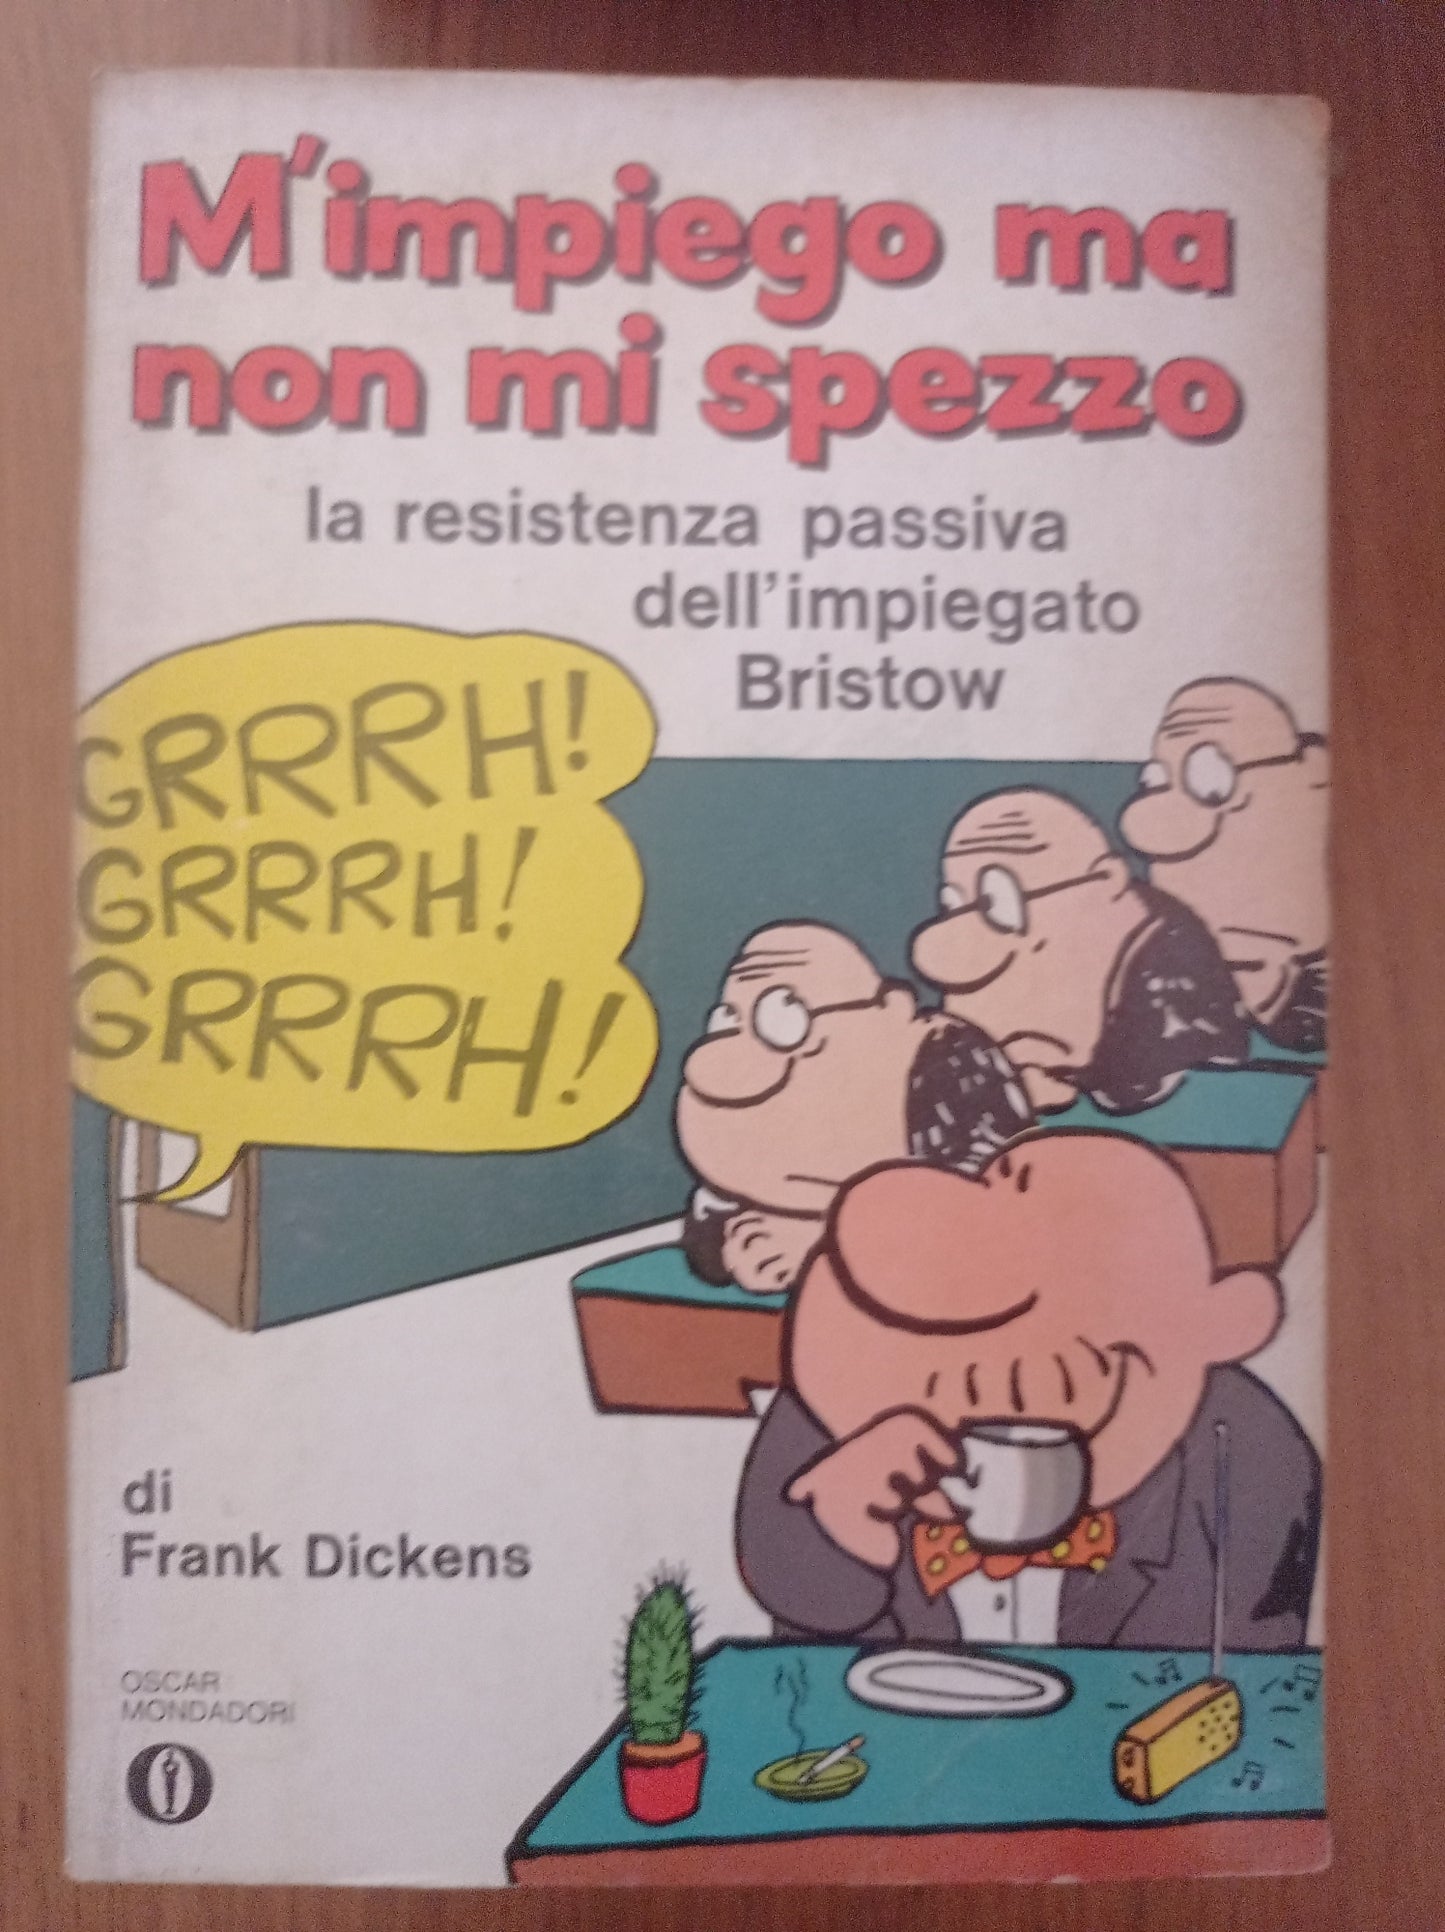 M'impiego ma
non mi spezzo
la resistenza passiva
dell'impiegato
Bristow
GRRRH!
GRRRH!
GRRRH!
di
Frank Dickens
OSCAR
MONDADORI